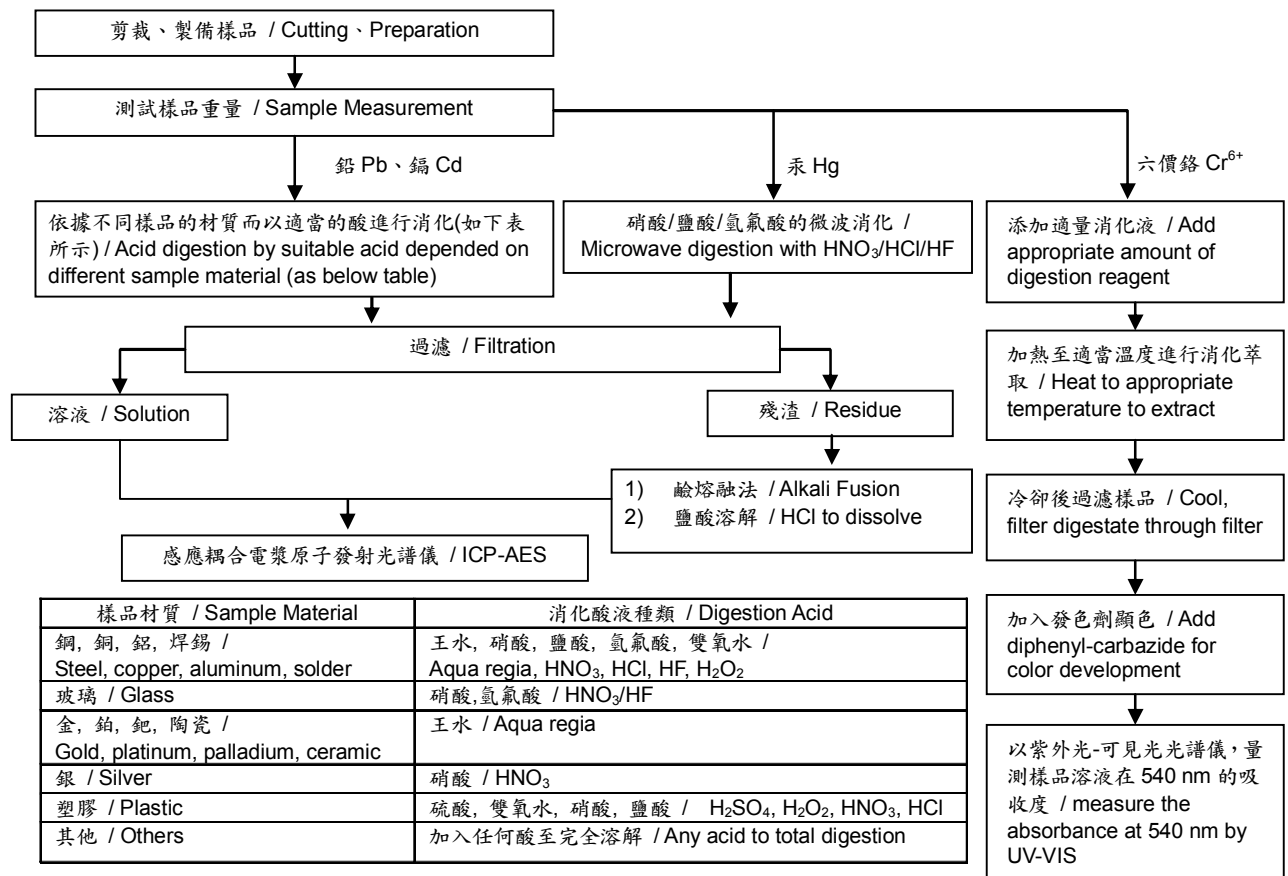 剪裁、製備樣品 / Cutting、Preparation
測試樣品重量 / Sample Measurement
鉛 Pb、鎘 Cd
汞 Hg
六價鉻 Cr⁶⁺
依據不同樣品的材質而以適當的酸進行消化(如下表
所示) / Acid digestion by suitable acid depended on
different sample material (as below table)
硝酸/鹽酸/氫氟酸的微波消化 /
Microwave digestion with HNO₃/HCl/HF
添加適量消化液 / Add
appropriate amount of
digestion reagent
過濾 / Filtration
加熱至適當溫度進行消化萃
取 / Heat to appropriate
temperature to extract
溶液 / Solution
殘渣 / Residue
1) 鹼熔融法 / Alkali Fusion
2) 鹽酸溶解 / HCl to dissolve
冷卻後過濾樣品 / Cool,
filter digestate through filter
感應耦合電漿原子發射光譜儀 / ICP-AES
加入發色劑顯色 / Add
diphenyl-carbazide for
color development
以紫外光-可見光光譜儀，量
測樣品溶液在 540 nm 的吸
收度 / measure the
absorbance at 540 nm by
UV-VIS
樣品材質 / Sample Material
消化酸液種類 / Digestion Acid
鋼, 銅, 鋁, 焊錫 /
Steel, copper, aluminum, solder
王水, 硝酸, 鹽酸, 氫氟酸, 雙氧水 /
Aqua regia, HNO₃, HCl, HF, H₂O₂
玻璃 / Glass
硝酸,氫氟酸 / HNO₃/HF
金, 鉑, 鈀, 陶瓷 /
Gold, platinum, palladium, ceramic
王水 / Aqua regia
銀 / Silver
硝酸 / HNO₃
塑膠 / Plastic
硫酸, 雙氧水, 硝酸, 鹽酸 / H₂SO₄, H₂O₂, HNO₃, HCl
其他 / Others
加入任何酸至完全溶解 / Any acid to total digestion